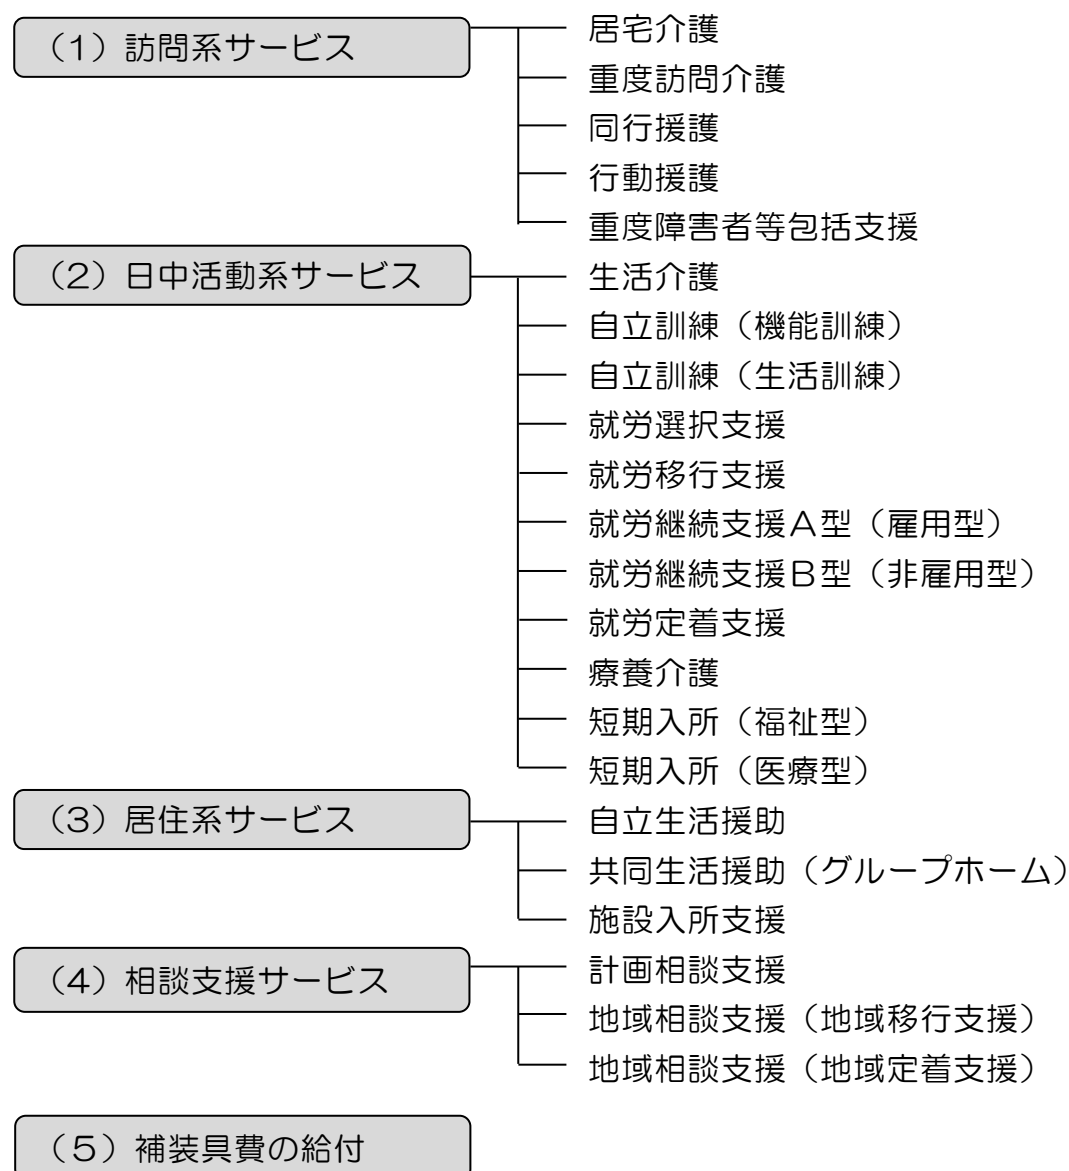 （1）訪問系サービス
居宅介護
重度訪問介護
同行援護
行動援護
重度障害者等包括支援
（2）日中活動系サービス
生活介護
自立訓練（機能訓練）
自立訓練（生活訓練）
就労選択支援
就労移行支援
就労継続支援Ａ型（雇用型）
就労継続支援Ｂ型（非雇用型）
就労定着支援
療養介護
短期入所（福祉型）
短期入所（医療型）
（3）居住系サービス
自立生活援助
共同生活援助（グループホーム）
施設入所支援
（4）相談支援サービス
計画相談支援
地域相談支援（地域移行支援）
地域相談支援（地域定着支援）
（５）補装具費の給付